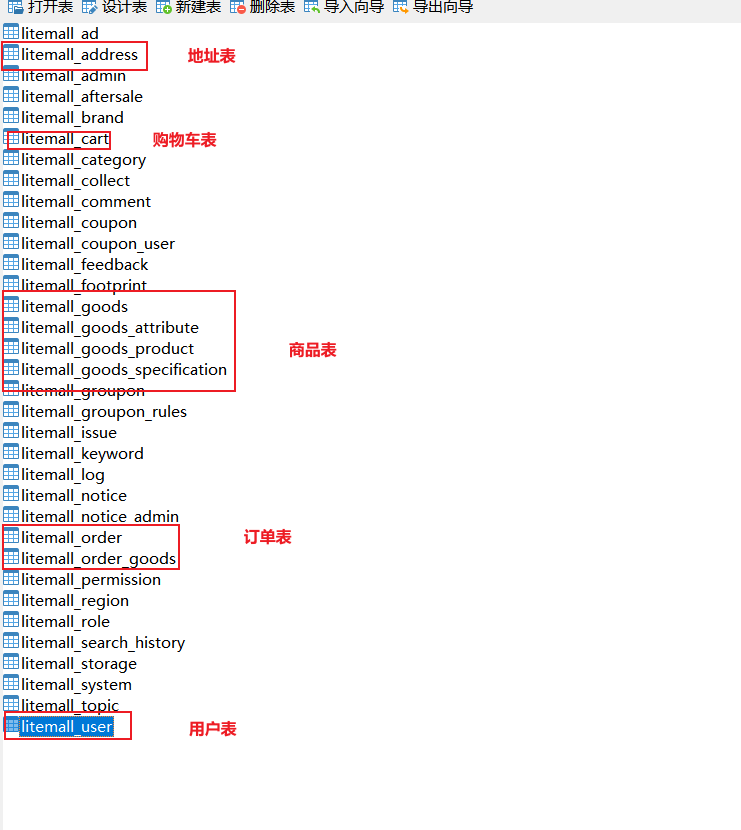 打开表 设计表 新建表 删除表 导入向导 导出向导
litemall_ad
litemall_address 地址表
litemall_admin
litemall_aftersale
litemall_brand
litemall_cart 购物车表
litemall_category
litemall_collect
litemall_comment
litemall_coupon
litemall_coupon_user
litemall_feedback
litemall_footprint
litemall_goods
litemall_goods_attribute
litemall_goods_product 商品表
litemall_goods_specification
litemall_groupon
litemall_groupon_rules
litemall_issue
litemall_keyword
litemall_log
litemall_notice
litemall_notice_admin
litemall_order 订单表
litemall_order_goods
litemall_permission
litemall_region
litemall_role
litemall_search_history
litemall_storage
litemall_system
litemall_topic
litemall_user 用户表